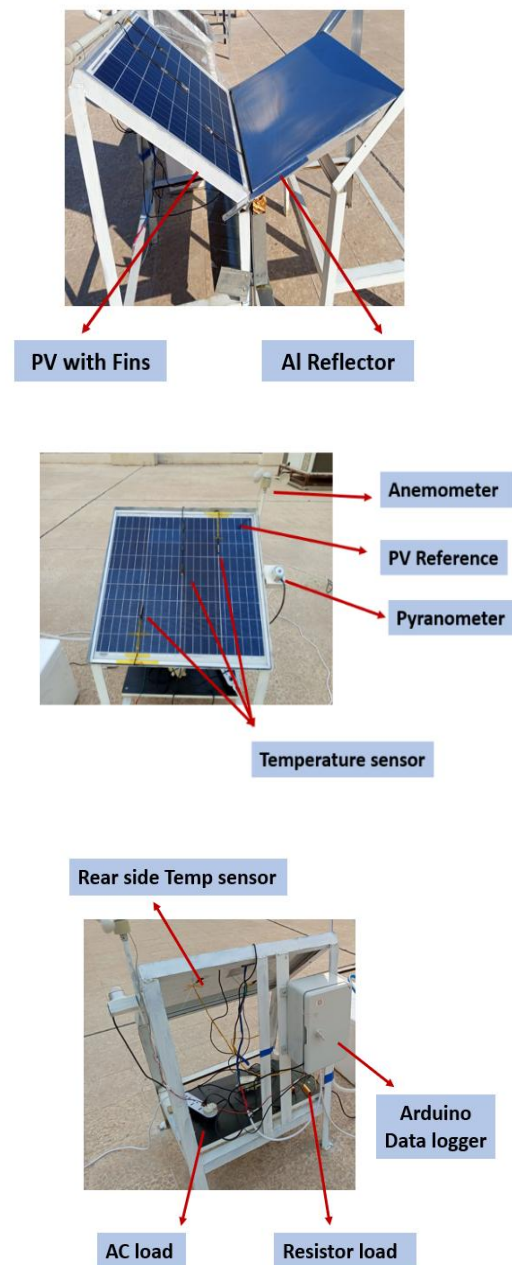 PV with Fins
Al Reflector
Anemometer
PV Reference
Pyranometer
Temperature sensor
Rear side Temp sensor
Arduino
Data logger
AC load
Resistor load